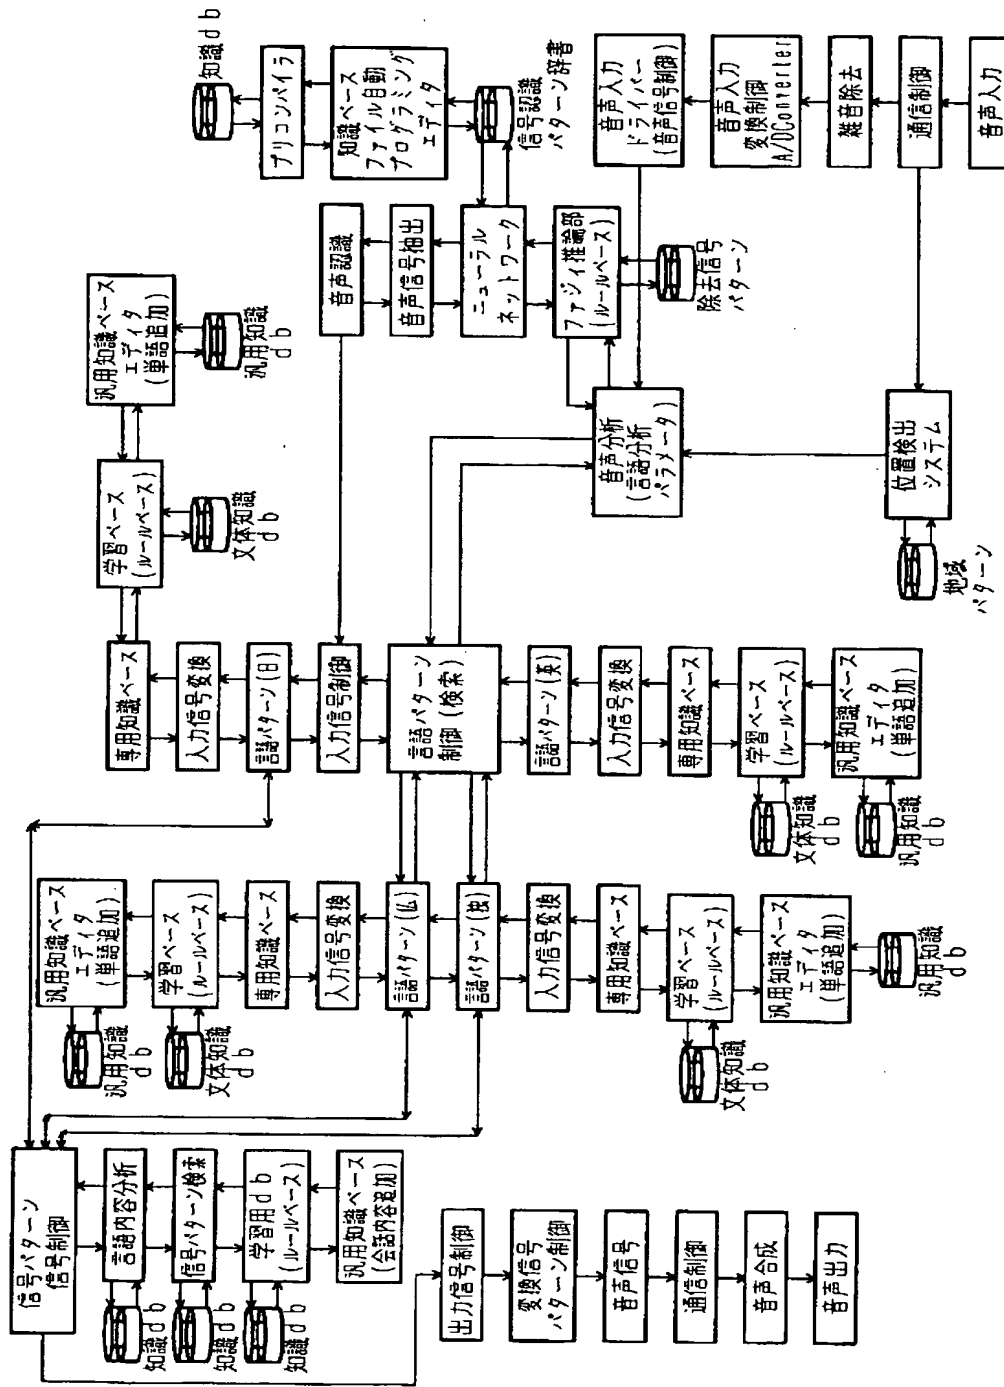 知識ｄｂ
プリコンパイラ
知識ベース
ファイル自動
プログラミング
エディタ
信号認識
パターン辞書
音声入力
ドライバー
(音声信号制御)
音声入力
変換制御
A/DConverter
雑音除去
通信制御
音声入力
音声認識
音声信号抽出
ニューラル
ネットワーク
ファジィ推論部
(ルールベース)
除去信号
パターン
汎用知識ベース
エディタ
(単語追加)
汎用知識
ｄｂ
学習ベース
(ルールベース)
文体知識
ｄｂ
音声分析
(言語分析
パラメータ)
位置検出
システム
地域
パターン
専用知識ベース
入力信号変換
言語パターン(日)
入力信号制御
言語パターン
制御(検索)
言語パターン(英)
入力信号変換
専用知識ベース
学習ベース
(ルールベース)
文体知識
ｄｂ
汎用知識ベース
エディタ
(単語追加)
汎用知識
ｄｂ
汎用知識ベース
エディタ
(単語追加)
汎用知識
ｄｂ
学習ベース
(ルールベース)
文体知識
ｄｂ
専用知識ベース
入力信号変換
言語パターン(仏)
言語パターン(独)
入力信号変換
専用知識ベース
学習ベース
(ルールベース)
文体知識
ｄｂ
汎用知識ベース
エディタ
(単語追加)
汎用知識
ｄｂ
信号パターン
信号制御
言語内容分析
知識ｄｂ
信号パターン検索
知識ｄｂ
学習用ｄｂ
(ルールベース)
知識ｄｂ
汎用知識ベース
(会話内容追加)
出力信号制御
変換信号
パターン制御
音声信号
通信制御
音声合成
音声出力